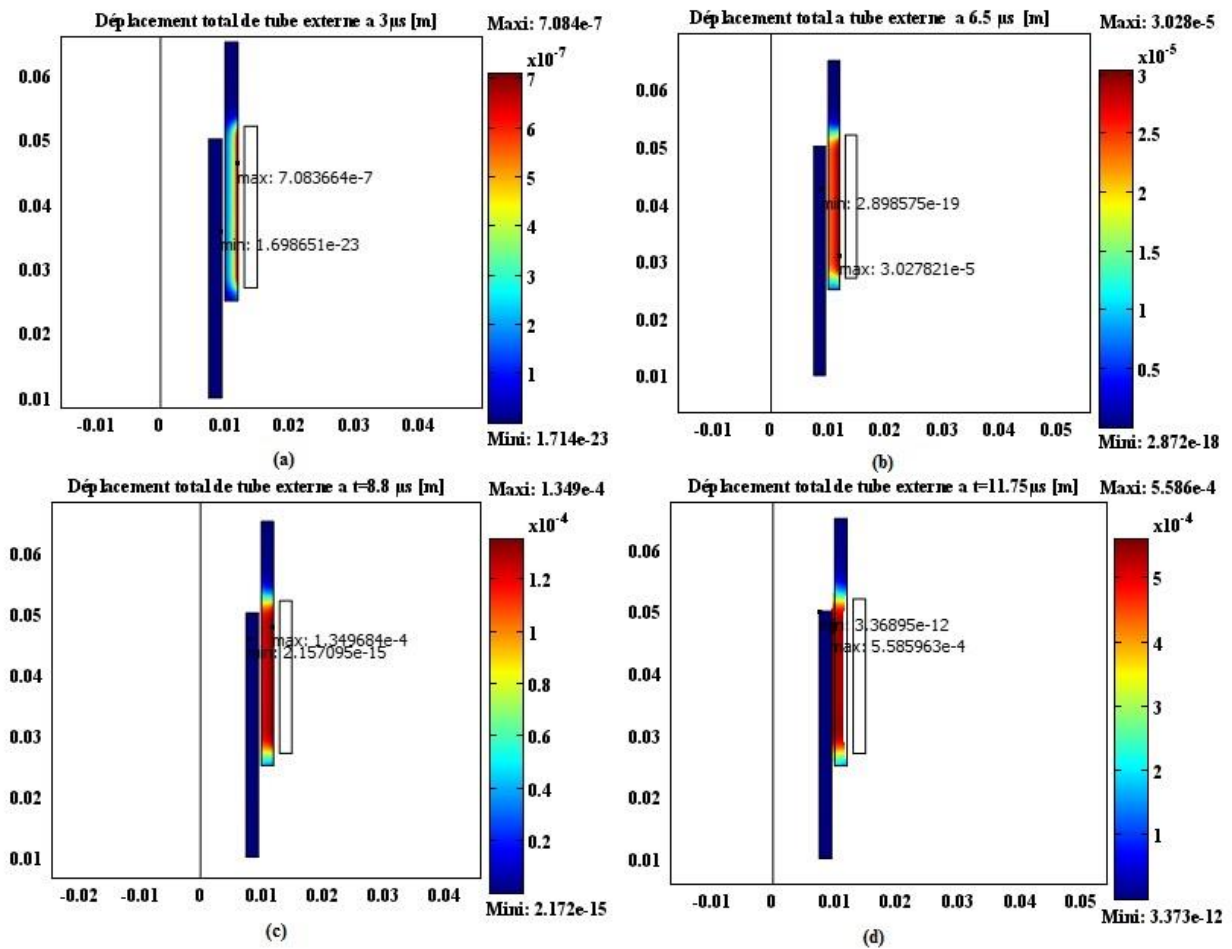 Déplacement total de tube externe a 3µs [m]
Maxi: 7.084e-7
x10-7
7
6
5
4
3
2
1
Mini: 1.714e-23
0.06
0.05
0.04
0.03
0.02
0.01
max: 7.083664e-7
min: 1.698651e-23
-0.01 0 0.01 0.02 0.03 0.04
(a)
Déplacement total a tube externe a 6.5 µs [m]
Maxi: 3.028e-5
x10-5
3
2.5
2
1.5
1
0.5
Mini: 2.872e-18
0.06
0.05
0.04
0.03
0.02
0.01
min: 2.898575e-19
max: 3.027821e-5
-0.01 0 0.01 0.02 0.03 0.04 0.05
(b)
Déplacement total de tube externe a t=8.8 µs [m]
Maxi: 1.349e-4
x10-4
1.2
1
0.8
0.6
0.4
0.2
Mini: 2.172e-15
0.06
0.05
0.04
0.03
0.02
0.01
max: 1.349684e-4
min: 2.157095e-15
-0.02 -0.01 0 0.01 0.02 0.03 0.04
(c)
Déplacement total de tube externe a t=11.75µs [m]
Maxi: 5.586e-4
x10-4
5
4
3
2
1
Mini: 3.373e-12
0.06
0.05
0.04
0.03
0.02
0.01
min: 3.36895e-12
max: 5.585963e-4
-0.01 0 0.01 0.02 0.03 0.04 0.05
(d)